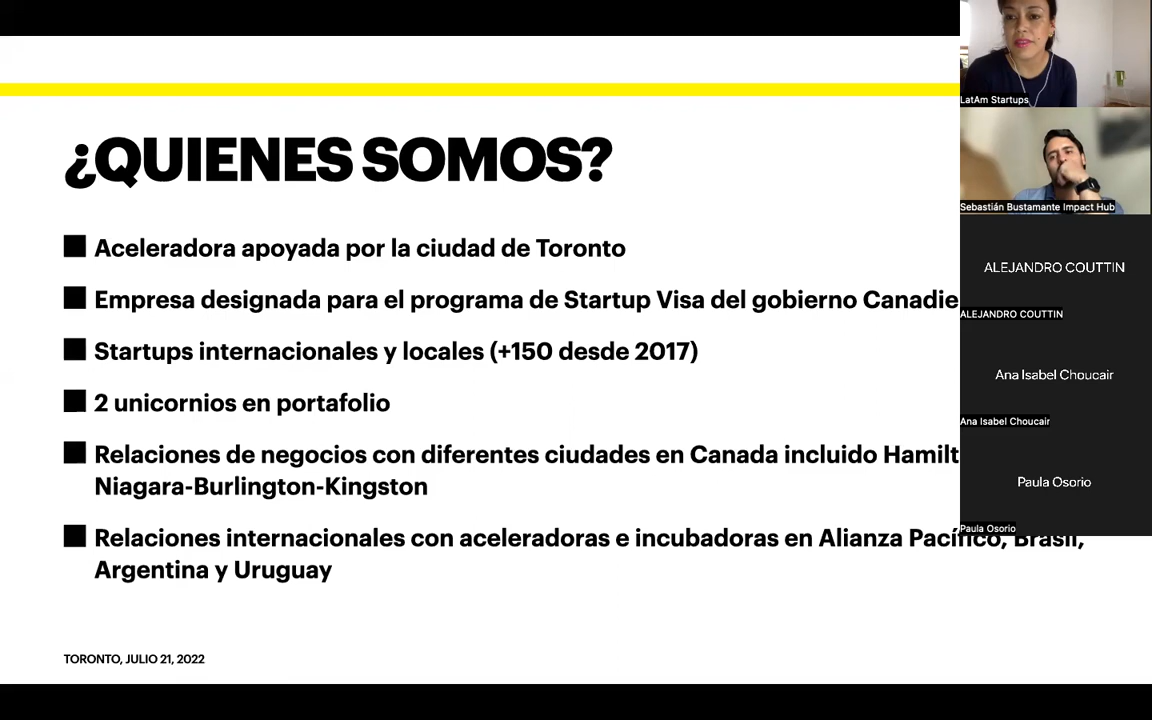 ¿QUIENES SOMOS?
Aceleradora apoyada por la ciudad de Toronto
Empresa designada para el programa de Startup Visa del gobierno
Startups internacionales y locales (+150 desde 2017)
2 unicornios en portafolio
Relaciones de negocios con diferentes ciudades en Canada incluido
Niagara-Burlington-Kingston
Relaciones internacionales con aceleradoras e incubadoras en Alianza Pacífico, Brasil,
Argentina y Uruguay
TORONTO, JULIO 21, 2022
LatAm Startups
Sebastián Bustamante Impact Hub
ALEJANDRO COUTTIN
ALEJANDRO COUTTIN
Ana Isabel Choucair
Ana Isabel Choucair
Paula Osorio
Paula Osorio